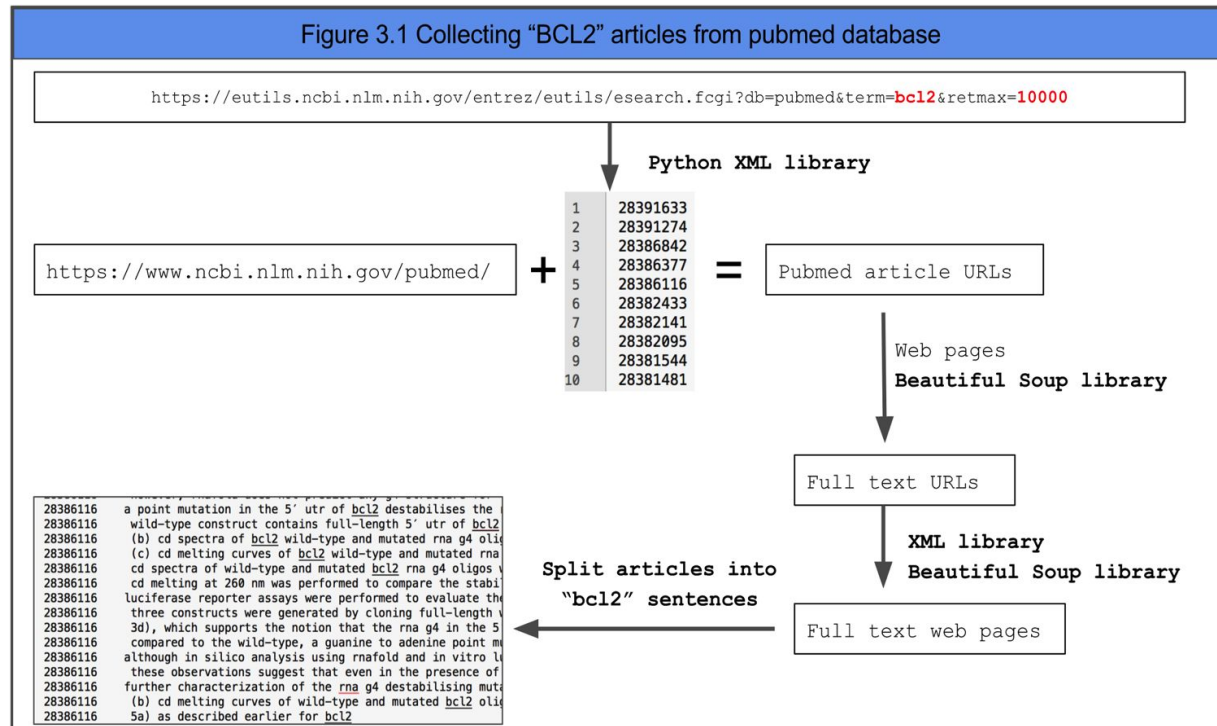 Figure 3.1 Collecting “BCL2” articles from pubmed database
https://eutils.ncbi.nlm.nih.gov/entrez/eutils/esearch.fcgi?db=pubmed&term=bcl2&retmax=10000
Python XML library
1 28391633
2 28391274
3 28386842
4 28386377
5 28386116
6 28382433
7 28382141
8 28382095
9 28381544
10 28381481
https://www.ncbi.nlm.nih.gov/pubmed/
+
=
Pubmed article URLs
Web pages
Beautiful Soup library
Full text URLs
XML library
Beautiful Soup library
Full text web pages
Split articles into
“bcl2” sentences
28386116 a point mutation in the 5′ utr of bcl2 destabilises the
28386116 wild-type construct contains full-length 5′ utr of bcl2
28386116 (b) cd spectra of bcl2 wild-type and mutated rna g4
28386116 (c) cd melting curves of bcl2 wild-type and mutated rna
28386116 cd spectra of wild-type and mutated bcl2 rna g4 oligos
28386116 cd melting at 260 nm was performed to compare the
28386116 luciferase reporter assays were performed to evaluate
28386116 three constructs were generated by cloning full-length
28386116 3d), which supports the notion that the rna g4 in the 5
28386116 compared to the wild-type, a guanine to adenine point
28386116 although in silico analysis using rnafold and in vitro
28386116 these observations suggest that even in the presence of
28386116 further characterization of the rna g4 destabilising
28386116 (b) cd melting curves of wild-type and mutated bcl2
28386116 5a) as described earlier for bcl2